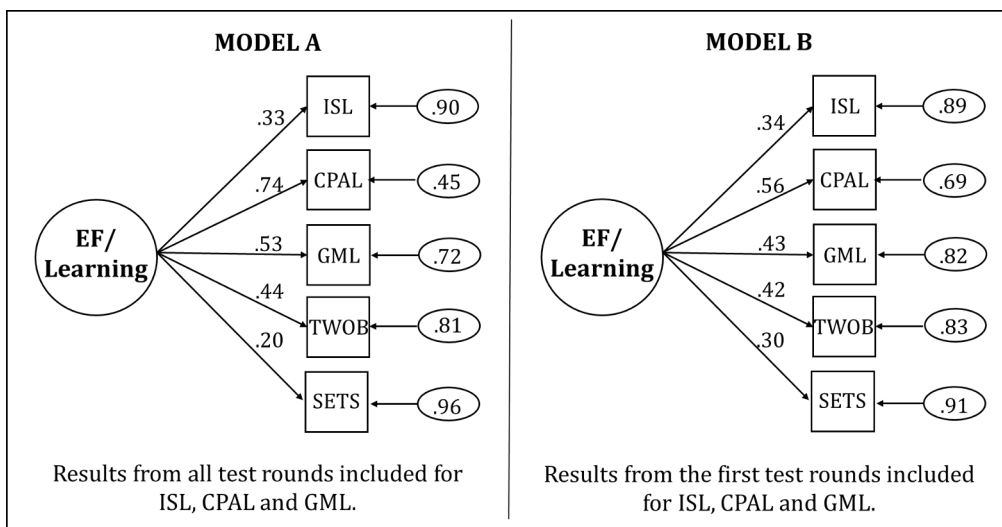 MODEL A
ISL
.90
.33
CPAL
.45
.74
EF/
Learning
GML
.72
.53
TWOB
.81
.44
SETS
.96
.20
Results from all test rounds included for
ISL, CPAL and GML.
MODEL B
ISL
.89
.34
CPAL
.69
.56
EF/
Learning
GML
.82
.43
TWOB
.83
.42
SETS
.91
.30
Results from the first test rounds included
for ISL, CPAL and GML.